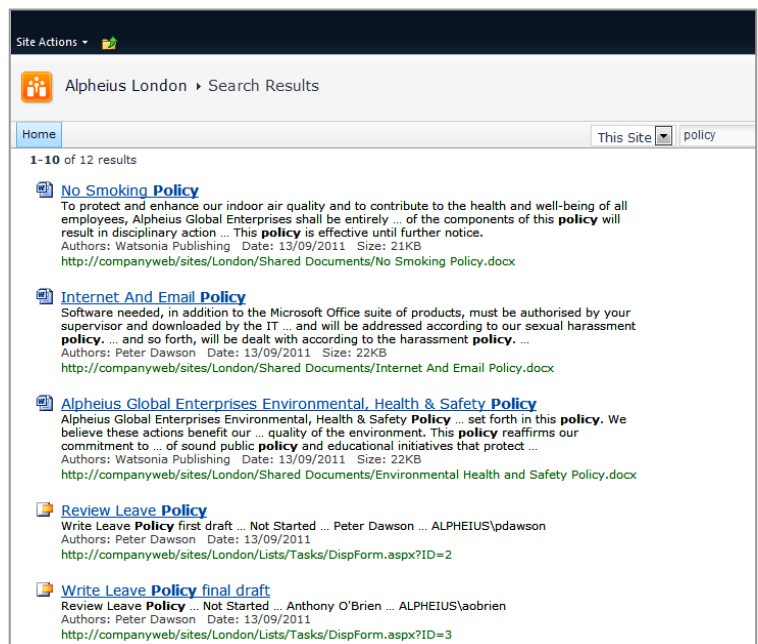 Site Actions
Alpheius London ▸ Search Results
Home
This Site policy
1-10 of 12 results
No Smoking Policy
To protect and enhance our indoor air quality and to contribute to the health and well-being of all
employees, Alpheius Global Enterprises shall be entirely ... of the components of this policy will
result in disciplinary action ... This policy is effective until further notice.
Authors: Watsonia Publishing Date: 13/09/2011 Size: 21KB
http://companyweb/sites/London/Shared Documents/No Smoking Policy.docx
Internet And Email Policy
Software needed, in addition to the Microsoft Office suite of products, must be authorised by your
supervisor and downloaded by the IT ... and will be addressed according to our sexual harassment
policy. ... and so forth, will be dealt with according to the harassment policy. ...
Authors: Peter Dawson Date: 13/09/2011 Size: 22KB
http://companyweb/sites/London/Shared Documents/Internet And Email Policy.docx
Alpheius Global Enterprises Environmental, Health & Safety Policy
Alpheius Global Enterprises Environmental, Health & Safety Policy ... set forth in this policy. We
believe these actions benefit our ... quality of the environment. This policy reaffirms our
commitment to ... of sound public policy and educational initiatives that protect ...
Authors: Watsonia Publishing Date: 13/09/2011 Size: 22KB
http://companyweb/sites/London/Shared Documents/Environmental Health and Safety Policy.docx
Review Leave Policy
Write Leave Policy first draft ... Not Started ... Peter Dawson ... ALPHEIUS\pdawson
Authors: Peter Dawson Date: 13/09/2011
http://companyweb/sites/London/Lists/Tasks/DispForm.aspx?ID=2
Write Leave Policy final draft
Review Leave Policy ... Not Started ... Anthony O'Brien ... ALPHEIUS\aobrien
Authors: Peter Dawson Date: 13/09/2011
http://companyweb/sites/London/Lists/Tasks/DispForm.aspx?ID=3